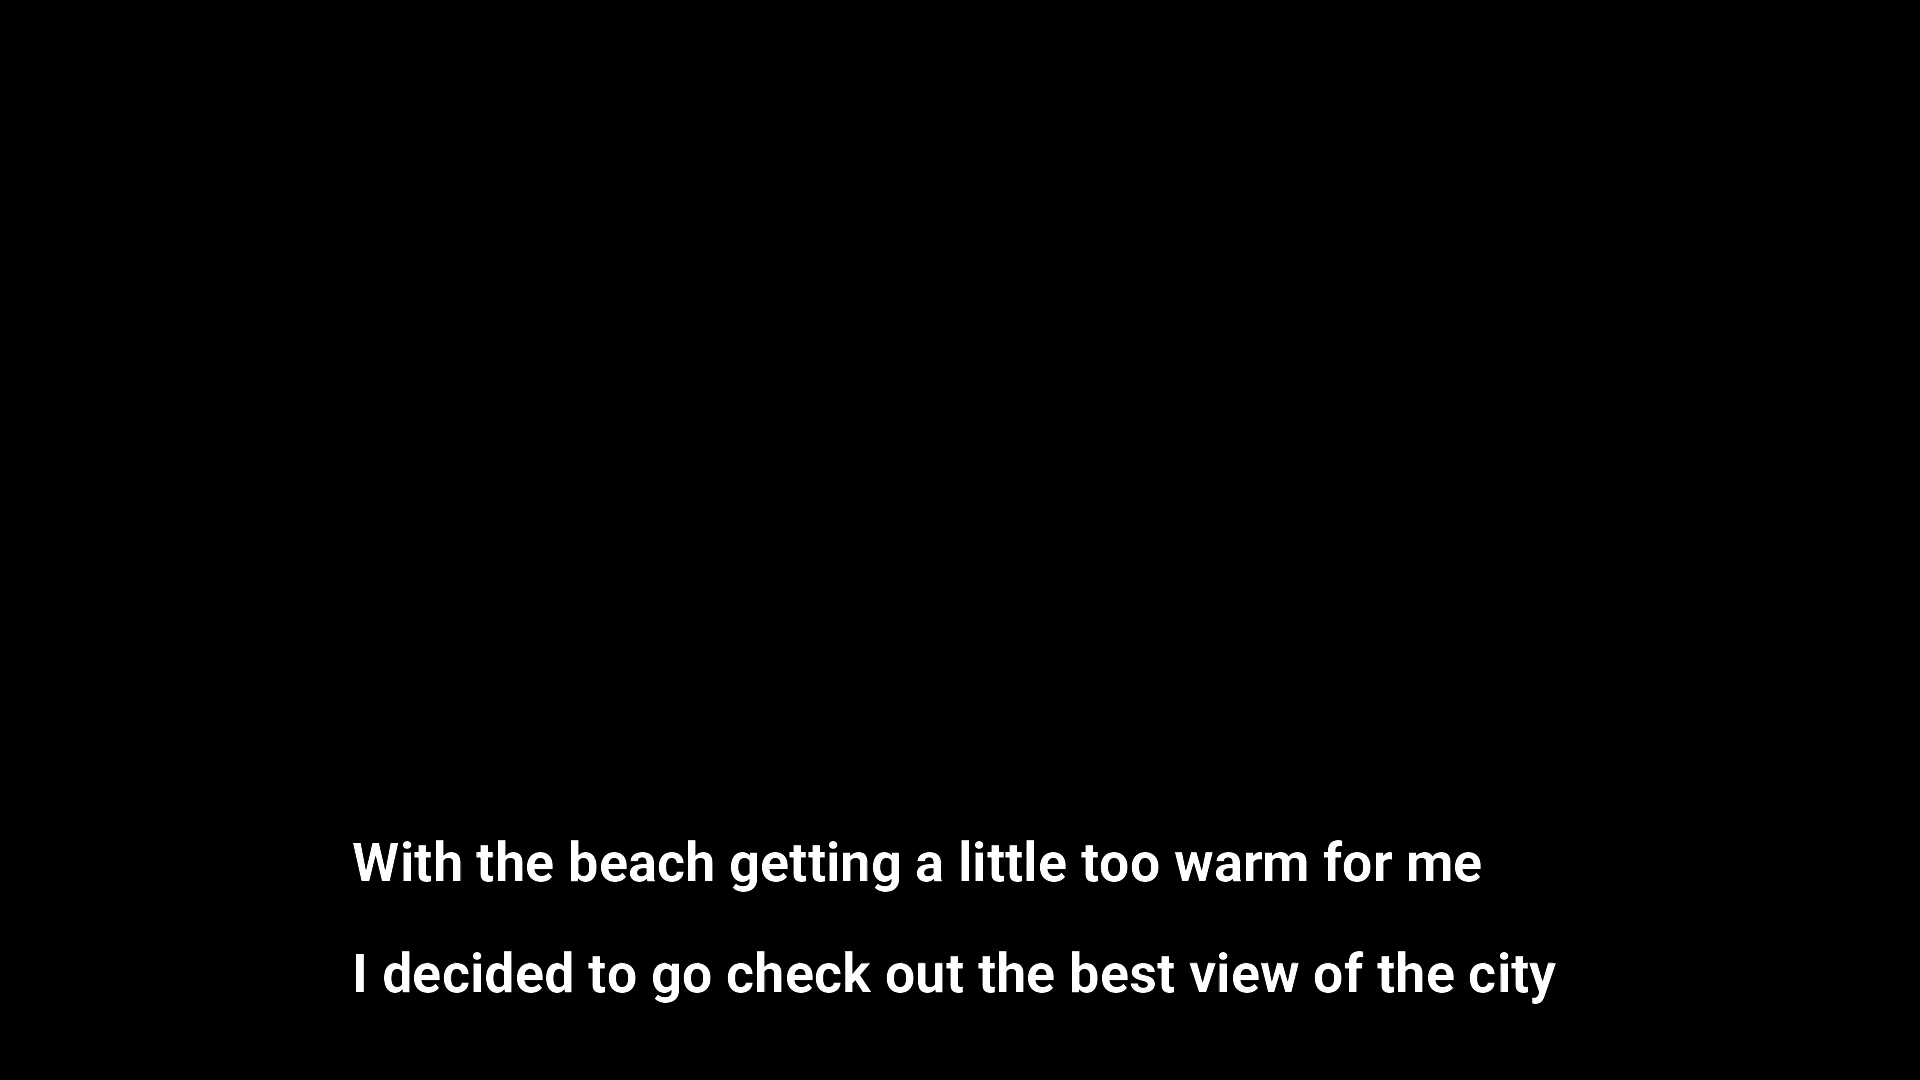 With the beach getting a little too warm for me
I decided to go check out the best view of the city